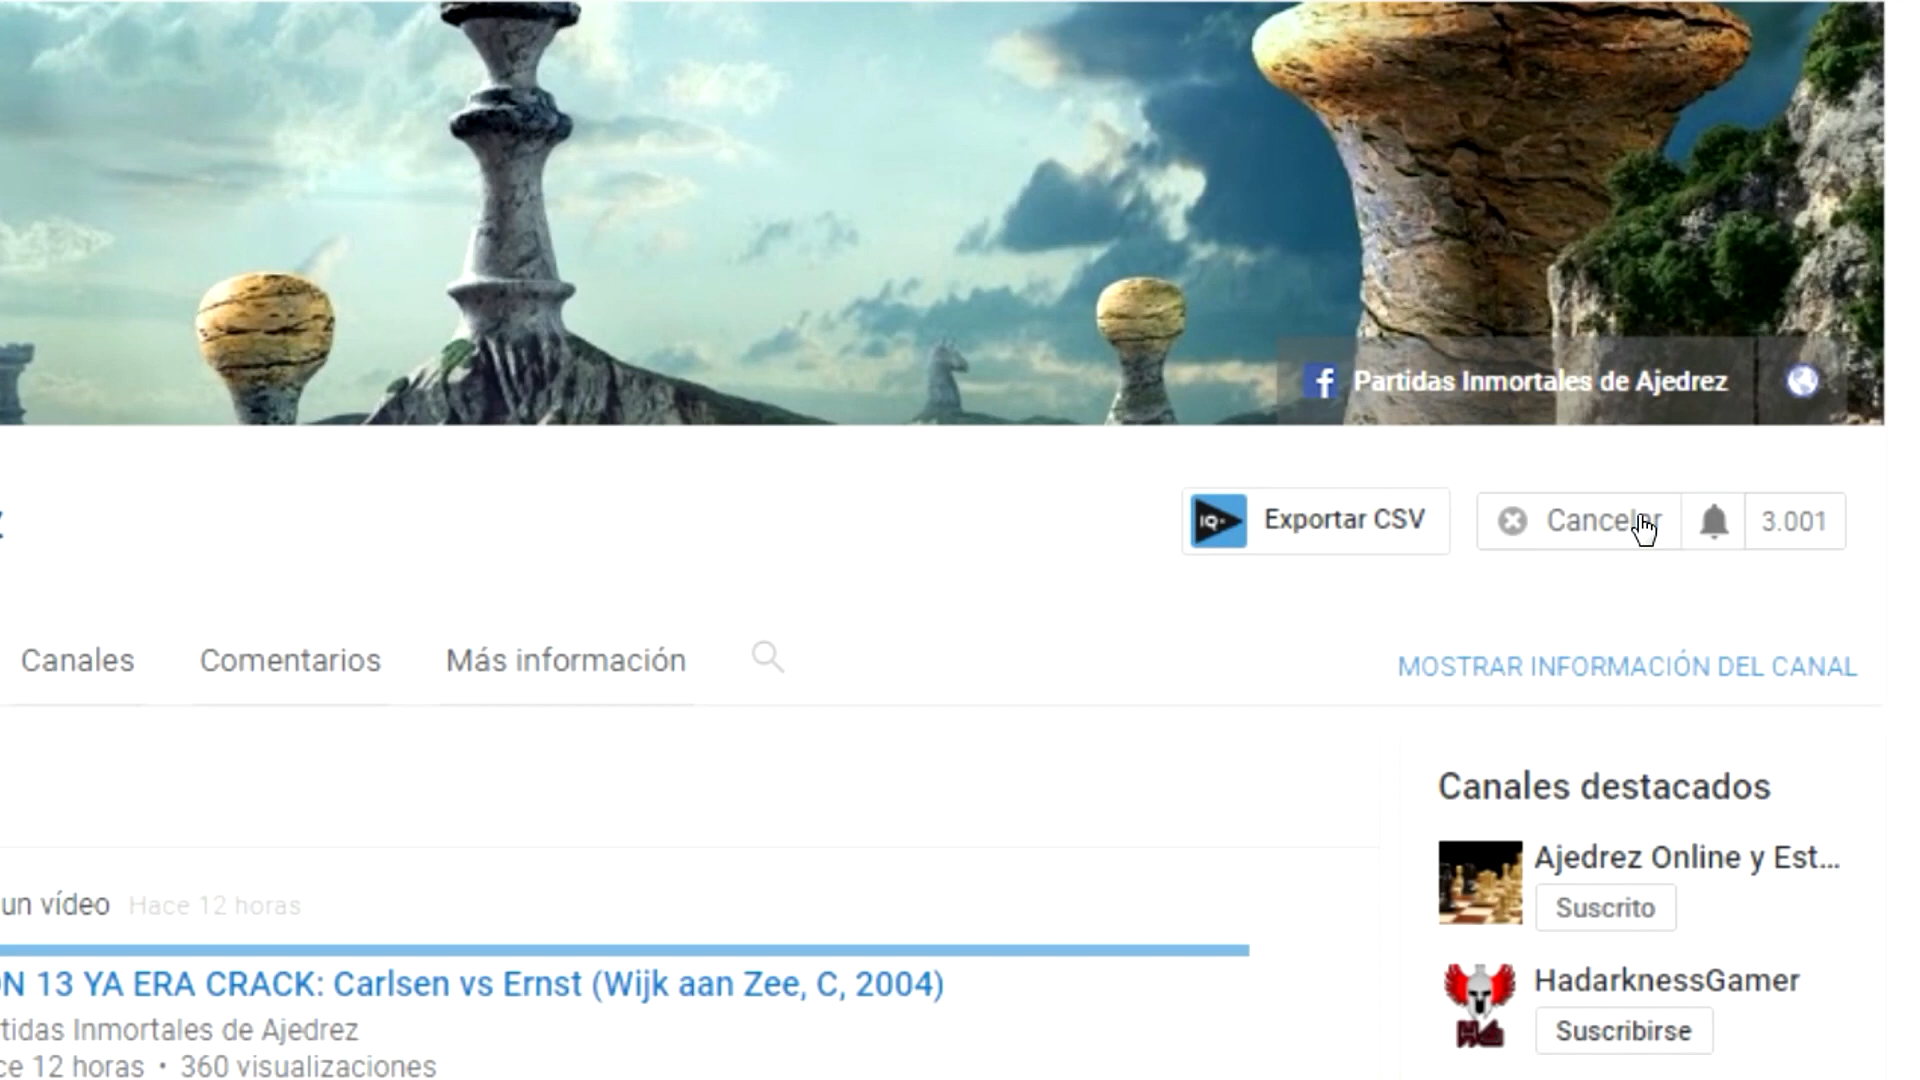 Partidas Inmortales de Ajedrez
IQ
Exportar CSV
Cancelar
3.001
Canales
Comentarios
Más información
MOSTRAR INFORMACIÓN DEL CANAL
Canales destacados
Ajedrez Online y Est...
Suscrito
HadarknessGamer
Suscribirse
un vídeo Hace 12 horas
ON 13 YA ERA CRACK: Carlsen vs Ernst (Wijk aan Zee, C, 2004)
tidas Inmortales de Ajedrez
ce 12 horas • 360 visualizaciones